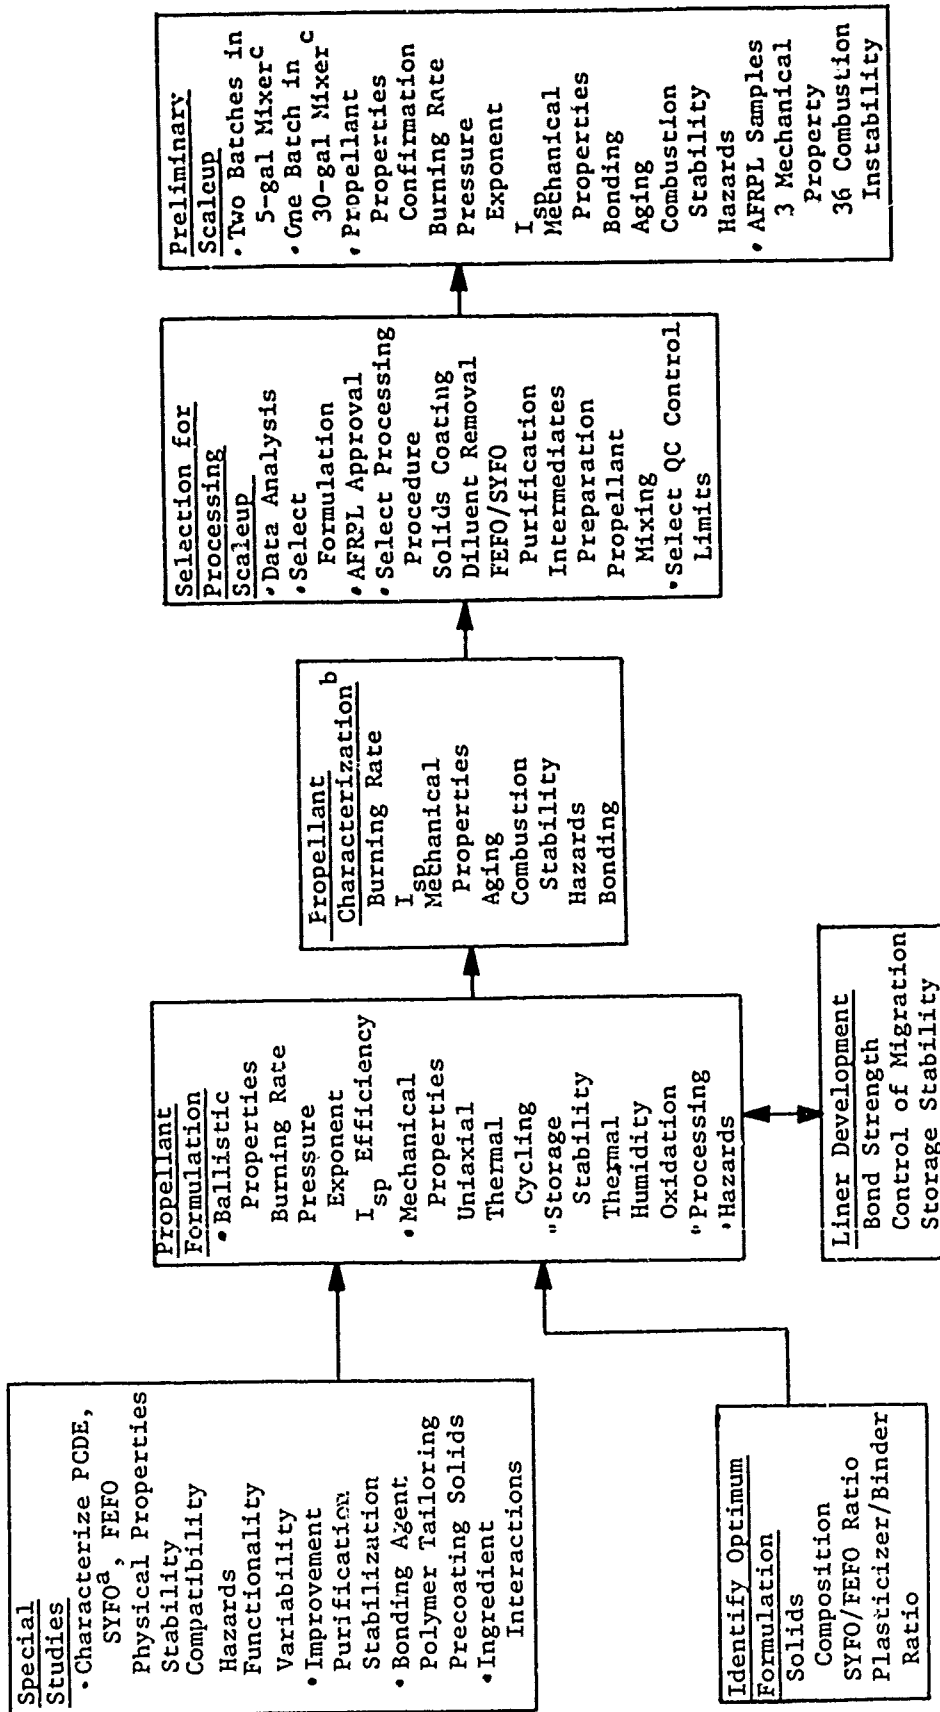 Special
Studies
• Characterize PCDE,
SYFOa, FEFO
Physical Properties
Stability
Compatibility
Hazards
Functionality
Variability
• Improvement
Purification
Stabilization
• Bonding Agent
Polymer Tailoring
Precoating Solids
• Ingredient
Interactions
Identify Optimum
Formulation
Solids
Composition
SYFO/FEFO Ratio
Plasticizer/Binder
Ratio
Propellant
Formulation
• Ballistic
Properties
Burning Rate
Pressure
Exponent
Isp Efficiency
• Mechanical
Properties
Uniaxial
Thermal
Cycling
"Storage
Stability
Thermal
Humidity
Oxidation
"Processing
• Hazards
Liner Development
Bond Strength
Control of Migration
Storage Stability
Propellant
Characterization b
Burning Rate
Isp
Mechanical
Properties
Aging
Combustion
Stability
Hazards
Bonding
Selection for
Processing
Scaleup
• Data Analysis
• Select
Formulation
• AFRPL Approval
• Select Processing
Procedure
Solids Coating
Diluent Removal
FEFO/SYFO
Purification
Intermediates
Preparation
Propellant
Mixing
• Select QC Control
Limits
Preliminary
Scaleup
• Two Batches in
5-gal Mixer c
• One Batch in
30-gal Mixer c
• Propellant
Properties
Confirmation
Burning Rate
Pressure
Exponent
Isp
Mechanical
Properties
Bonding
Aging
Combustion
Stability
Hazards
• AFRPL Samples
3 Mechanical
Property
36 Combustion
Instability